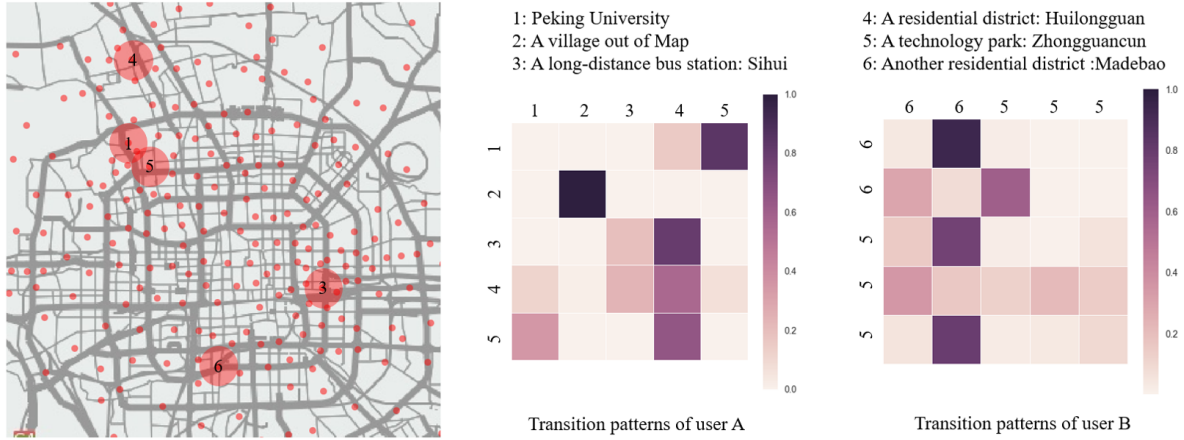 4
1
5
3
6
1: Peking University
2: A village out of Map
3: A long-distance bus station: Sihui
4: A residential district: Huilongguan
5: A technology park: Zhongguancun
6: Another residential district :Madebao
1 2 3 4 5
1
2
3
4
5
1.0
0.8
0.6
0.4
0.2
0.0
Transition patterns of user A
6 6 5 5 5
6
6
5
5
5
1.0
0.8
0.6
0.4
0.2
Transition patterns of user B